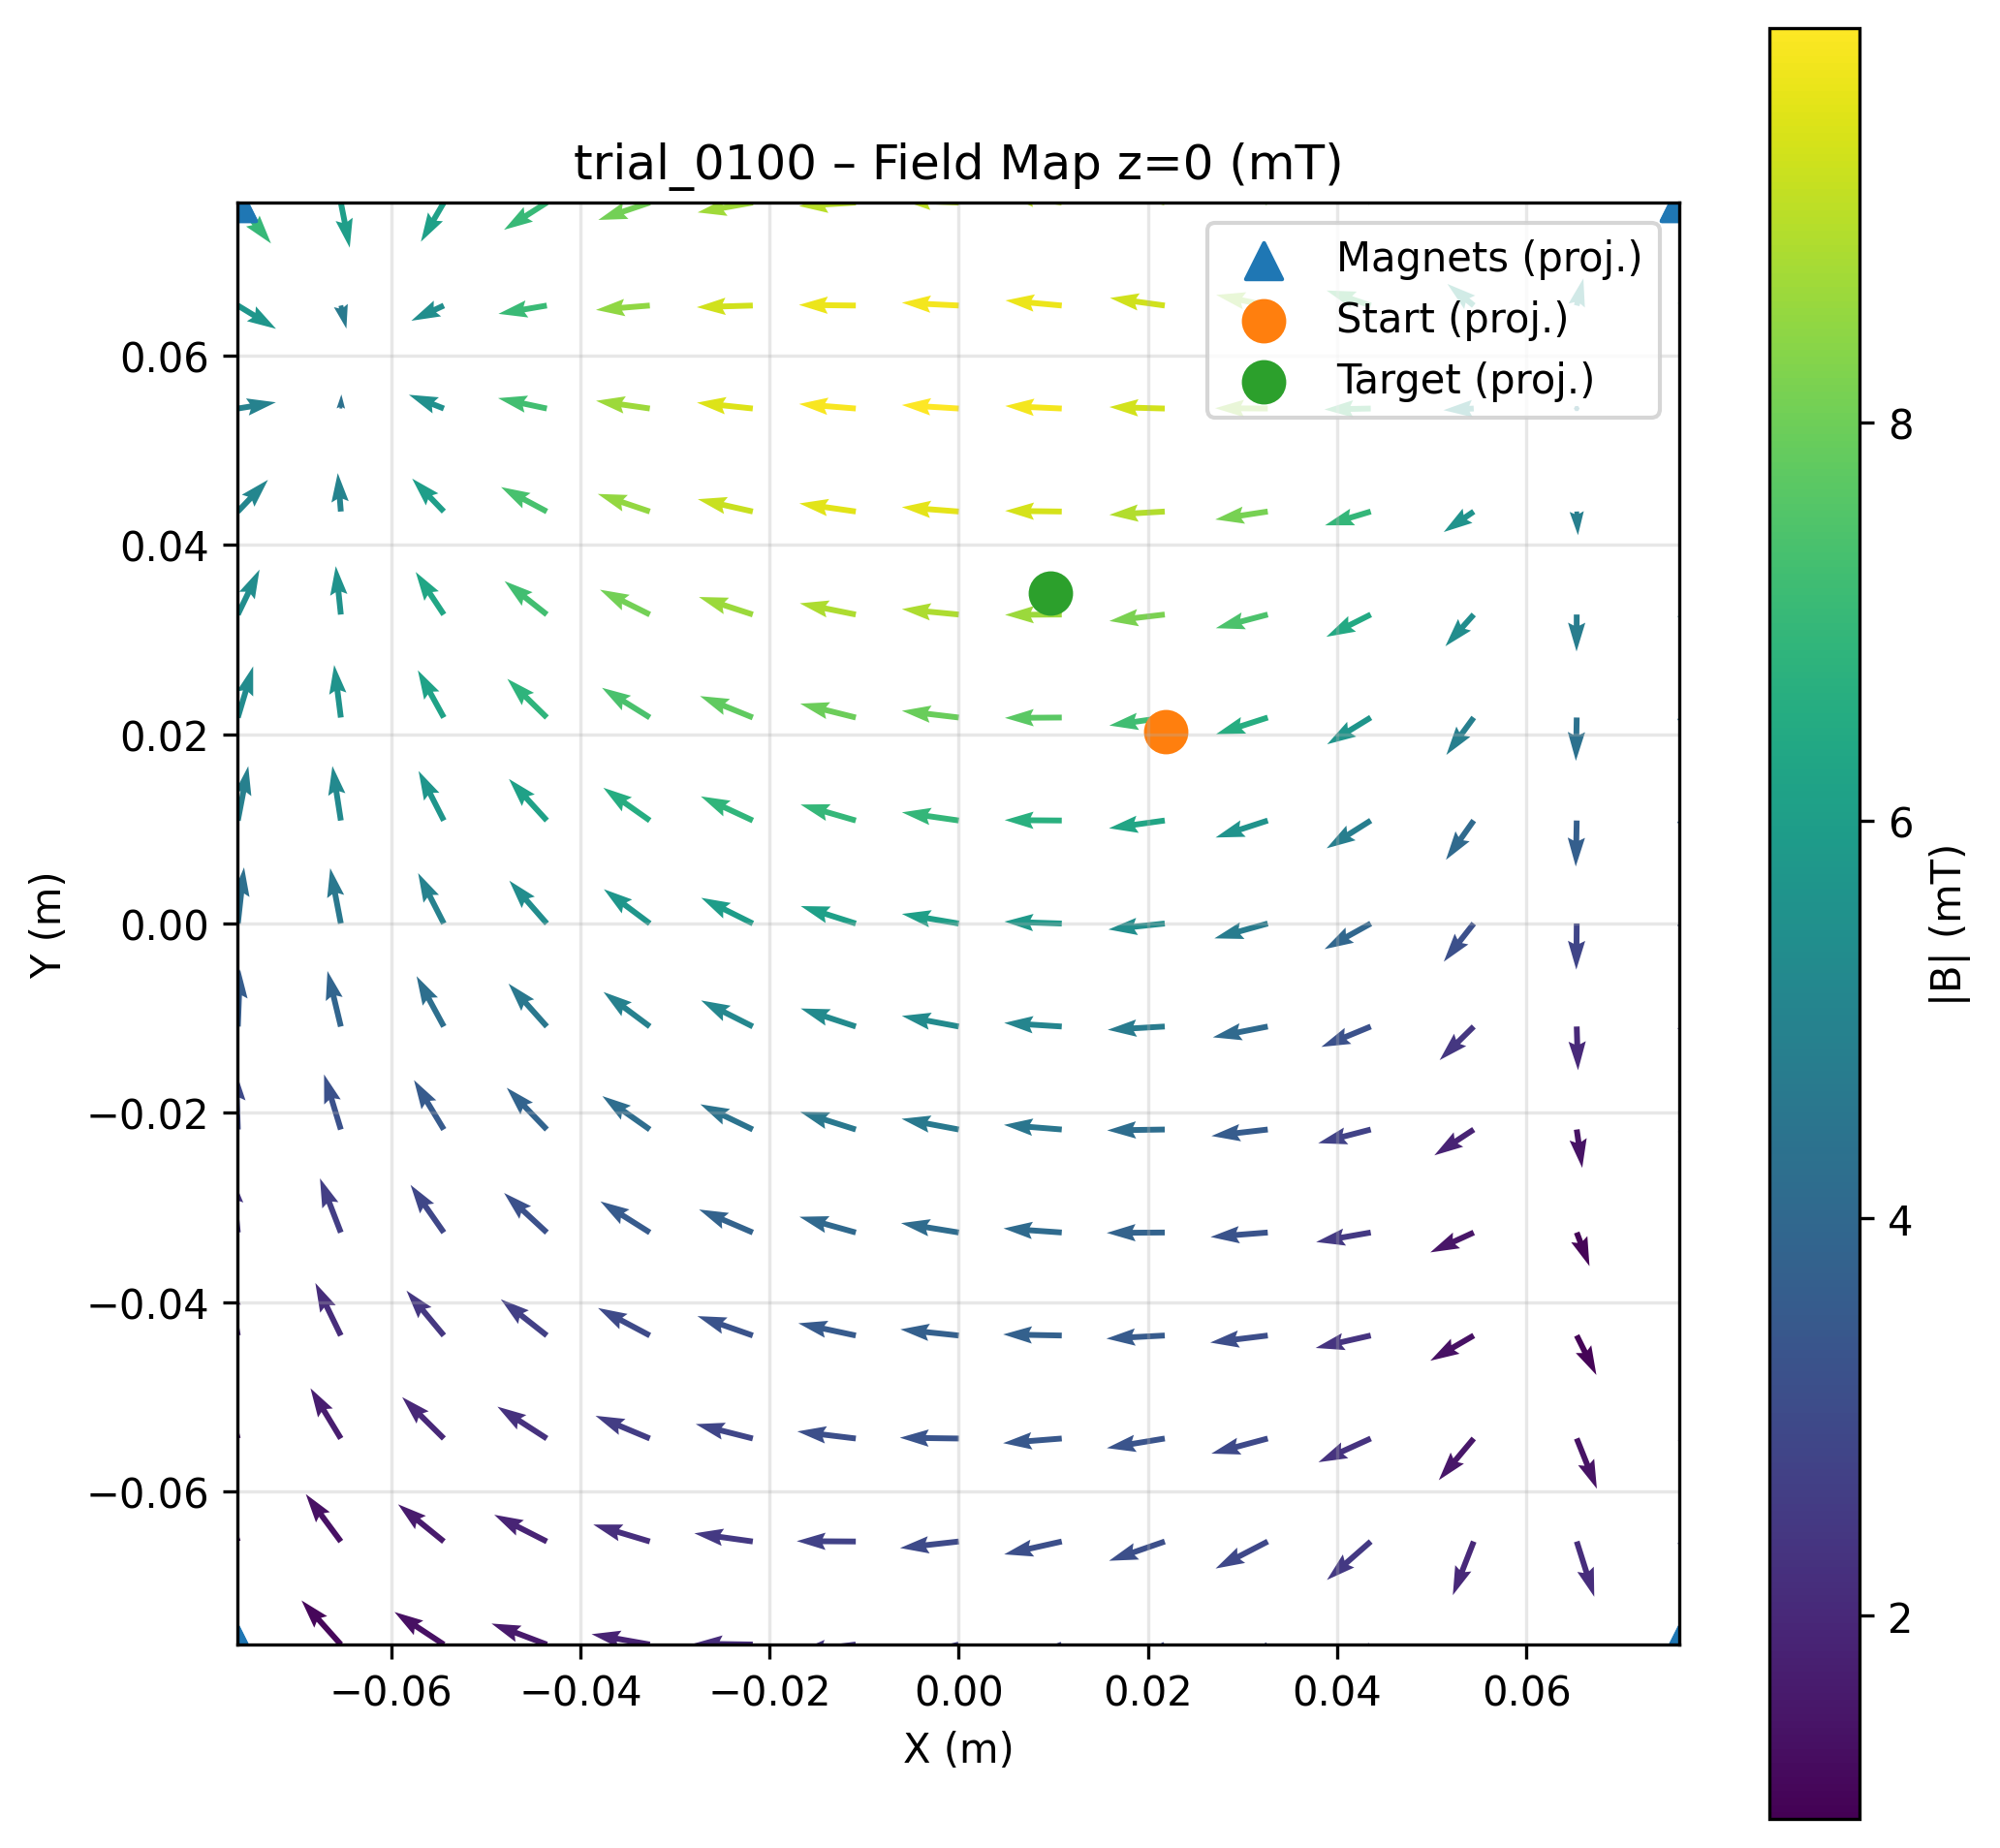 trial_0100 – Field Map z=0 (mT)
Magnets (proj.)
Start (proj.)
Target (proj.)
0.06
0.04
0.02
0.00
−0.02
−0.04
−0.06
Y (m)
−0.06
−0.04
−0.02
0.00
0.02
0.04
0.06
X (m)
8
6
4
2
|B| (mT)